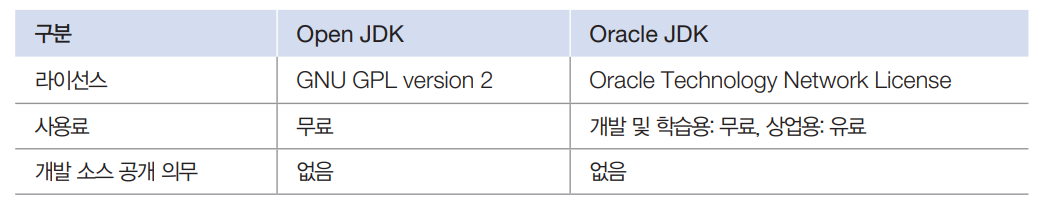 구분 Open JDK Oracle JDK
라이선스 GNU GPL version 2 Oracle Technology Network License
사용료 무료 개발 및 학습용: 무료, 상업용: 유료
개발 소스 공개 의무 없음 없음